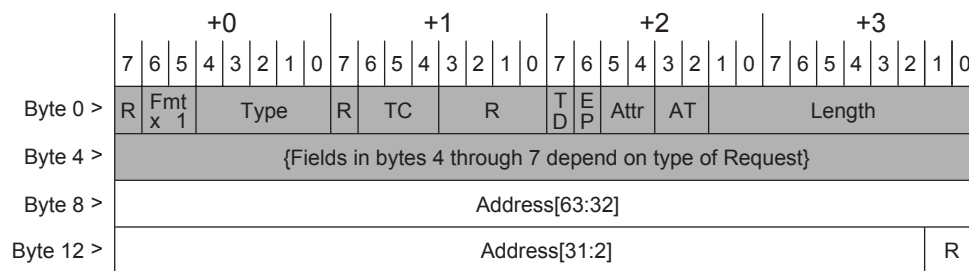 +0 +1 +2 +3
7 6 5 4 3 2 1 0 7 6 5 4 3 2 1 0 7 6 5 4 3 2 1 0 7 6 5 4 3 2 1 0
Byte 0 > R Fmt x 1 Type R TC R TD EP Attr AT Length
Byte 4 > {Fields in bytes 4 through 7 depend on type of Request}
Byte 8 > Address[63:32]
Byte 12 > Address[31:2] R